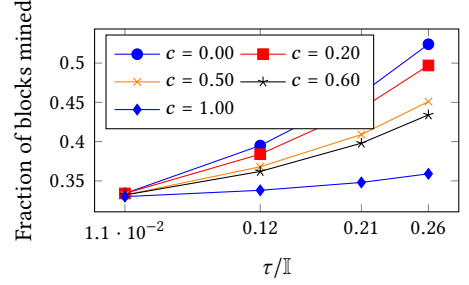 Fraction of blocks mined
0.5
0.45
0.4
0.35
c = 0.00
c = 0.20
c = 0.50
c = 0.60
c = 1.00
1.1 · 10⁻²
0.12
0.21
0.26
τ/𝕀